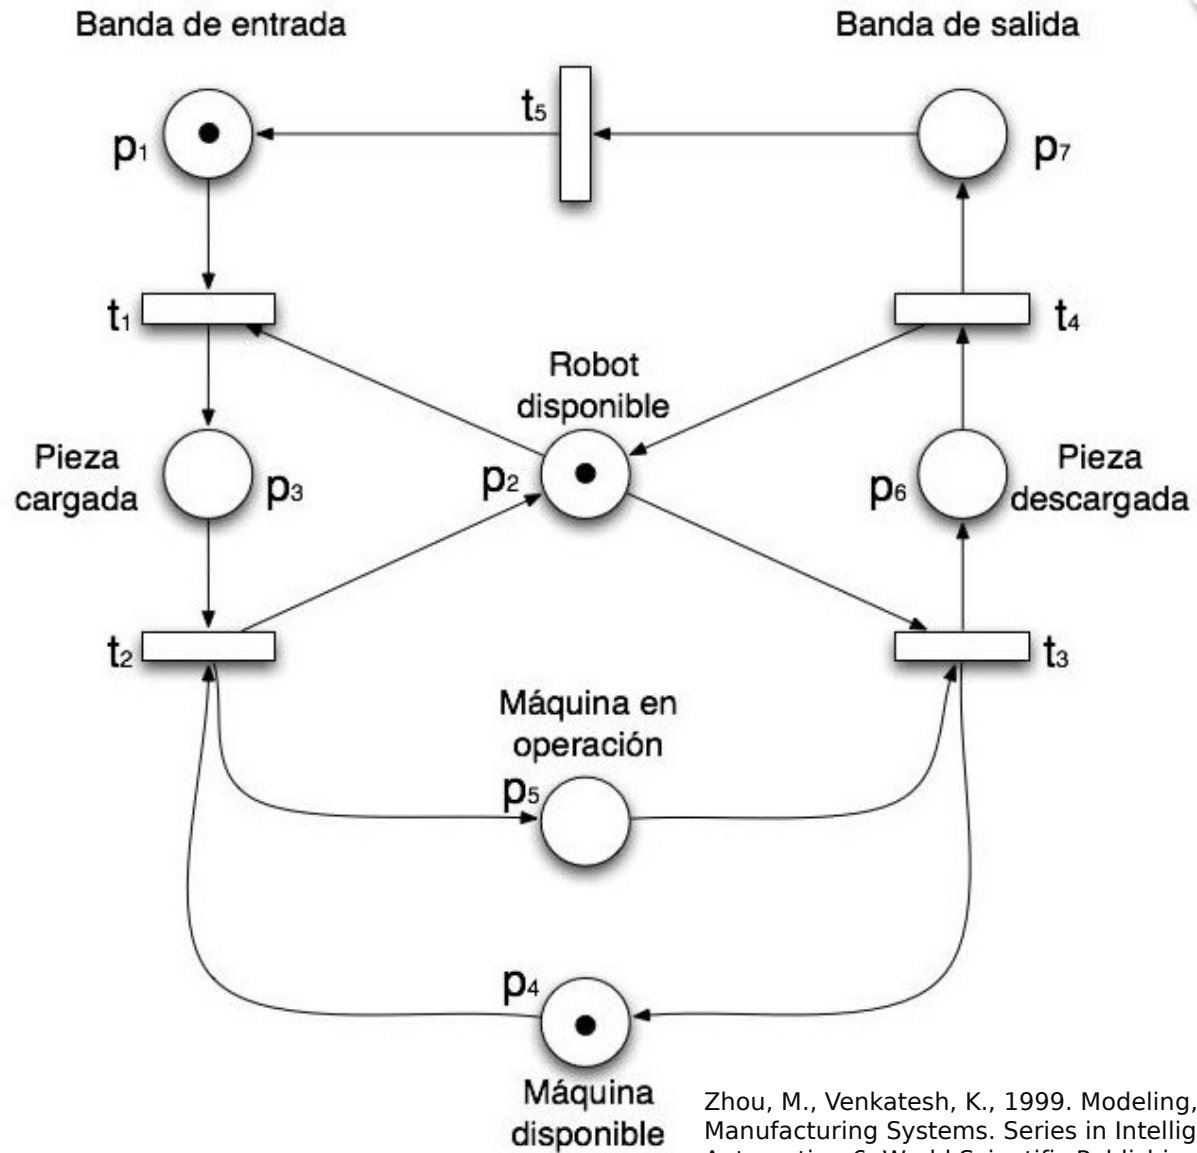 Banda de entrada
Banda de salida
t5
p1
p7
t1
t4
Robot
disponible
Pieza
cargada
p3
p2
p6
Pieza
descargada
t2
t3
Máquina en
operación
p5
p4
Máquina
disponible
Zhou, M., Venkatesh, K., 1999. Modeling,
Manufacturing Systems. Series in Intellig